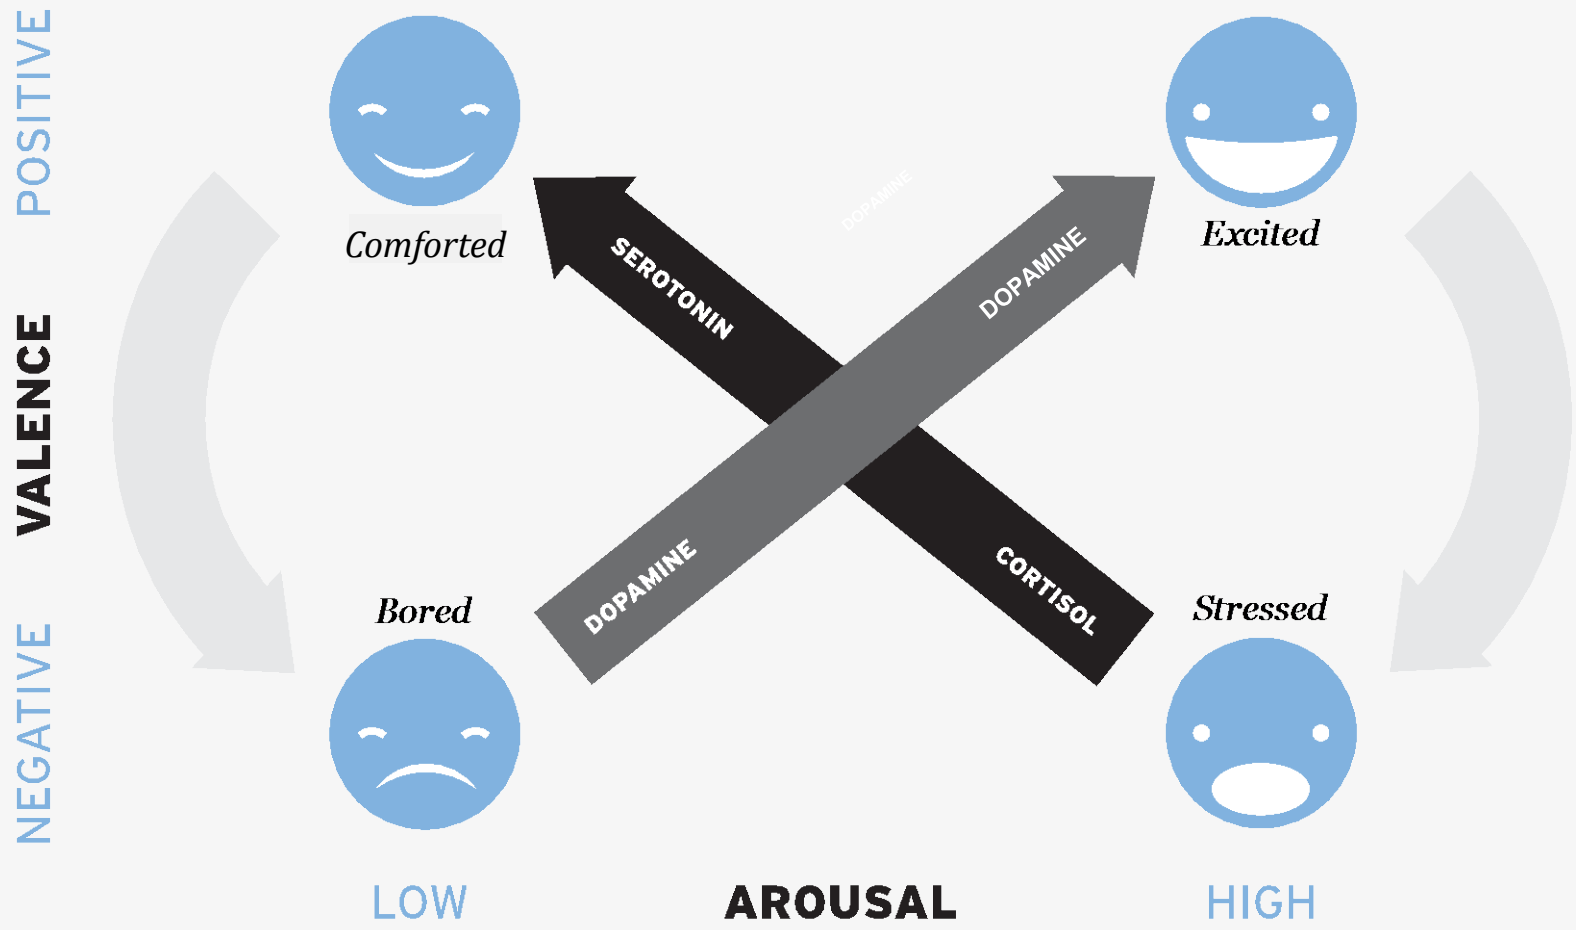 POSITIVE
VALENCE
NEGATIVE
Comforted
Excited
SEROTONIN
DOPAMINE
DOPAMINE
DOPAMINE
CORTISOL
Bored
Stressed
LOW
AROUSAL
HIGH